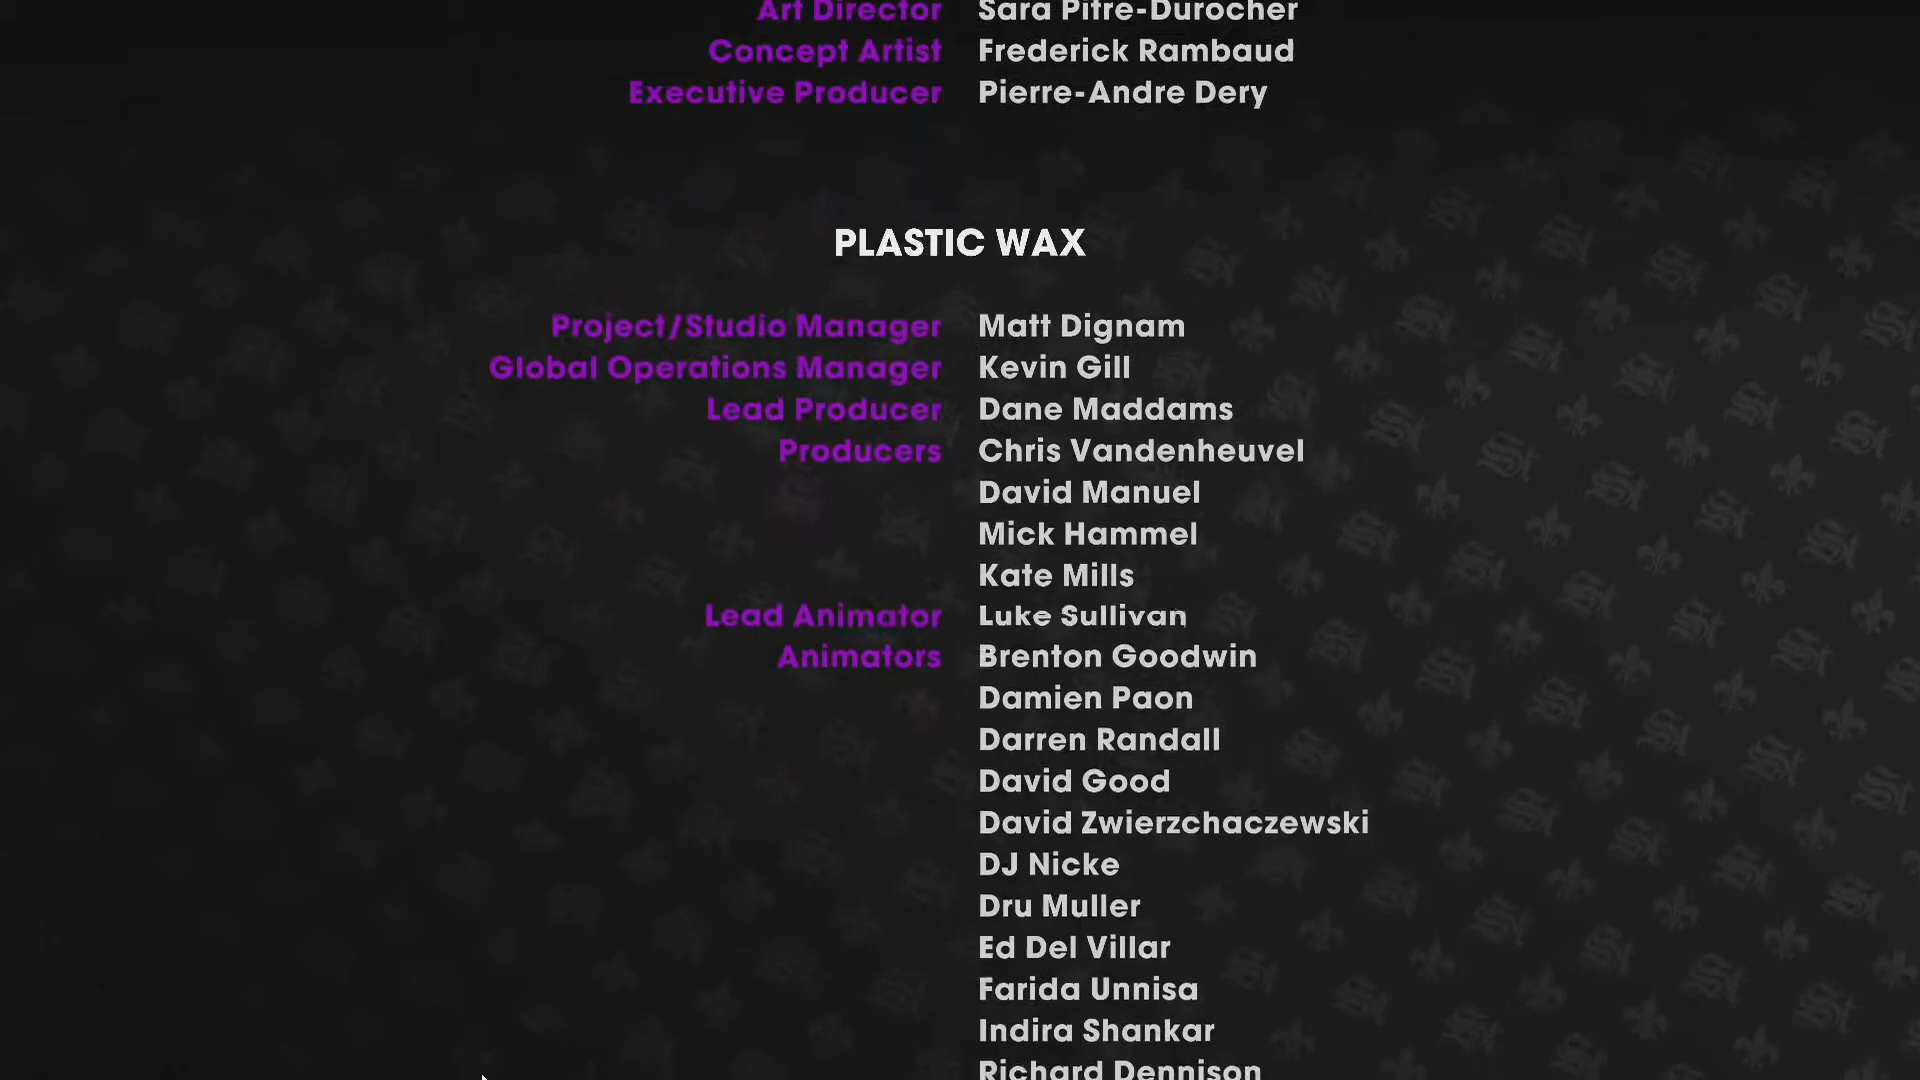 Art Director Sara Pitre-Durocher
Concept Artist Frederick Rambaud
Executive Producer Pierre-Andre Dery
PLASTIC WAX
Project/Studio Manager Matt Dignam
Global Operations Manager Kevin Gill
Lead Producer Dane Maddams
Producers Chris Vandenheuvel
David Manuel
Mick Hammel
Kate Mills
Lead Animator Luke Sullivan
Animators Brenton Goodwin
Damien Paon
Darren Randall
David Good
David Zwierzchaczewski
DJ Nicke
Dru Muller
Ed Del Villar
Farida Unnisa
Indira Shankar
Richard Dennison